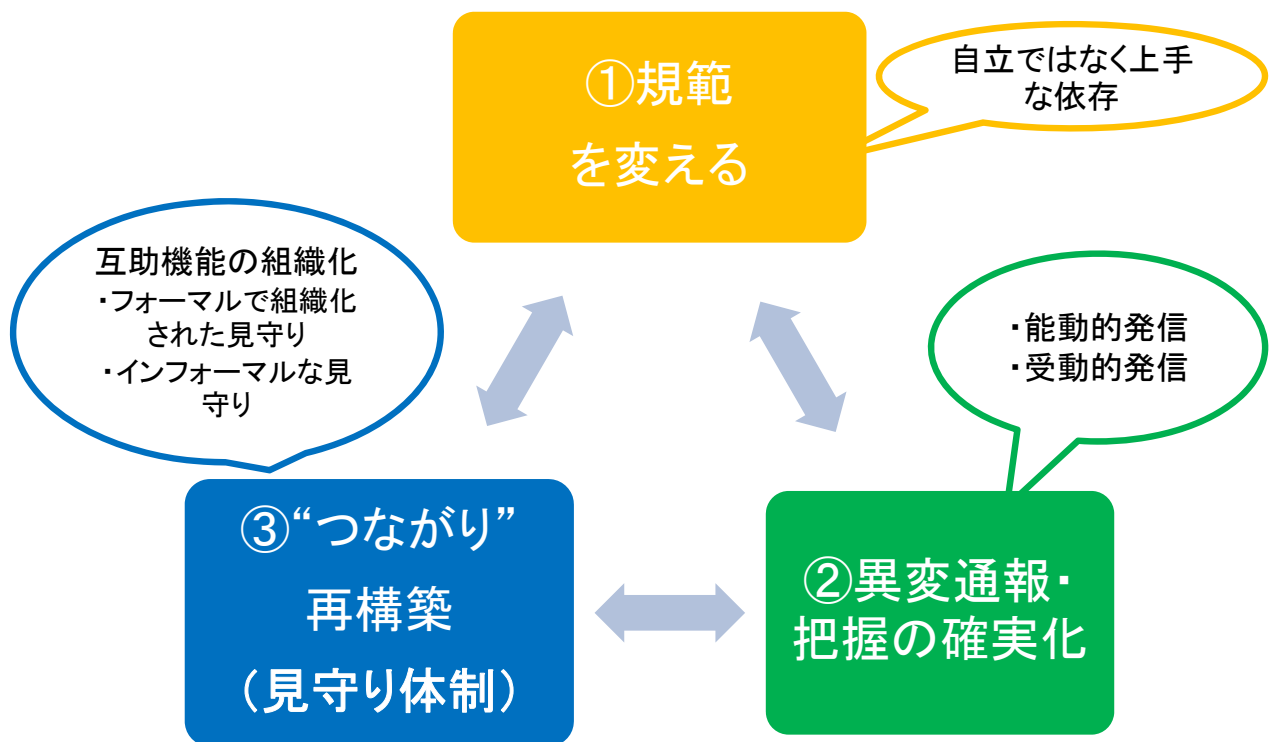 ①規範
を変える
自立ではなく上手
な依存
互助機能の組織化
・フォーマルで組織化
された見守り
・インフォーマルな見
守り
・能動的発信
・受動的発信
③“つながり”
再構築
（見守り体制）
②異変通報・
把握の確実化